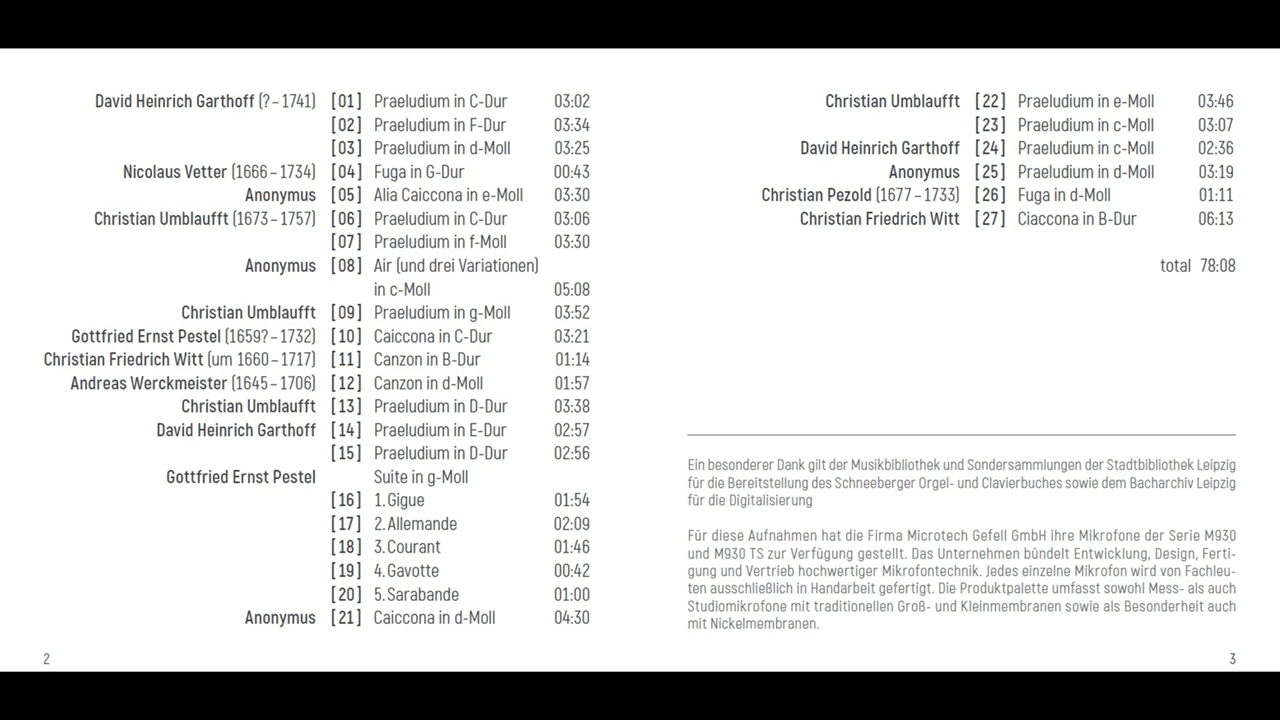 David Heinrich Garthoff (? – 1741) [01] Praeludium in C-Dur 03:02
[02] Praeludium in F-Dur 03:34
[03] Praeludium in d-Moll 03:25
Nicolaus Vetter (1666 – 1734) [04] Fuga in G-Dur 00:43
Anonymus [05] Alia Caiccona in e-Moll 03:30
Christian Umblaufft (1673 – 1757) [06] Praeludium in C-Dur 03:06
[07] Praeludium in f-Moll 03:30
Anonymus [08] Air (und drei Variationen)
in c-Moll 05:08
Christian Umblaufft [09] Praeludium in g-Moll 03:52
Gottfried Ernst Pestel (1659? – 1732) [10] Caiccona in C-Dur 03:21
Christian Friedrich Witt (um 1660 – 1717) [11] Canzon in B-Dur 01:14
Andreas Werckmeister (1645 – 1706) [12] Canzon in d-Moll 01:57
Christian Umblaufft [13] Praeludium in D-Dur 03:38
David Heinrich Garthoff [14] Praeludium in E-Dur 02:57
[15] Praeludium in D-Dur 02:56
Gottfried Ernst Pestel Suite in g-Moll
[16] 1. Gigue 01:54
[17] 2. Allemande 02:09
[18] 3. Courant 01:46
[19] 4. Gavotte 00:42
[20] 5. Sarabande 01:00
Anonymus [21] Caiccona in d-Moll 04:30
2
Christian Umblaufft [22] Praeludium in e-Moll 03:46
[23] Praeludium in c-Moll 03:07
David Heinrich Garthoff [24] Praeludium in c-Moll 02:36
Anonymus [25] Praeludium in d-Moll 03:19
Christian Pezold (1677 – 1733) [26] Fuga in d-Moll 01:11
Christian Friedrich Witt [27] Ciaccona in B-Dur 06:13
total 78:08
Ein besonderer Dank gilt der Musikbibliothek und Sondersammlungen der Stadtbibliothek Leipzig
für die Bereitstellung des Schneeberger Orgel- und Clavierbuches sowie dem Bacharchiv Leipzig
für die Digitalisierung
Für diese Aufnahmen hat die Firma Microtech Gefell GmbH ihre Mikrofone der Serie M930
und M930 TS zur Verfügung gestellt. Das Unternehmen bündelt Entwicklung, Design, Ferti-
gung und Vertrieb hochwertiger Mikrofontechnik. Jedes einzelne Mikrofon wird von Fachleu-
ten ausschließlich in Handarbeit gefertigt. Die Produktpalette umfasst sowohl Mess- als auch
Studiomikrofone mit traditionellen Groß- und Kleinmembranen sowie als Besonderheit auch
mit Nickelmembranen.
3